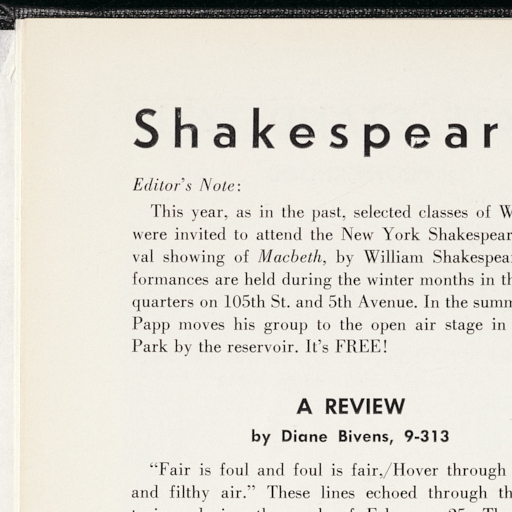 Shakespear
Editor's Note:
This year, as in the past, selected classes of W
were invited to attend the New York Shakespear
val showing of Macbeth, by William Shakespea
formances are held during the winter months in th
quarters on 105th St. and 5th Avenue. In the summ
Papp moves his group to the open air stage in
Park by the reservoir. It's FREE!
A REVIEW
by Diane Bivens, 9-313
"Fair is foul and foul is fair,/Hover through
and filthy air." These lines echoed through th